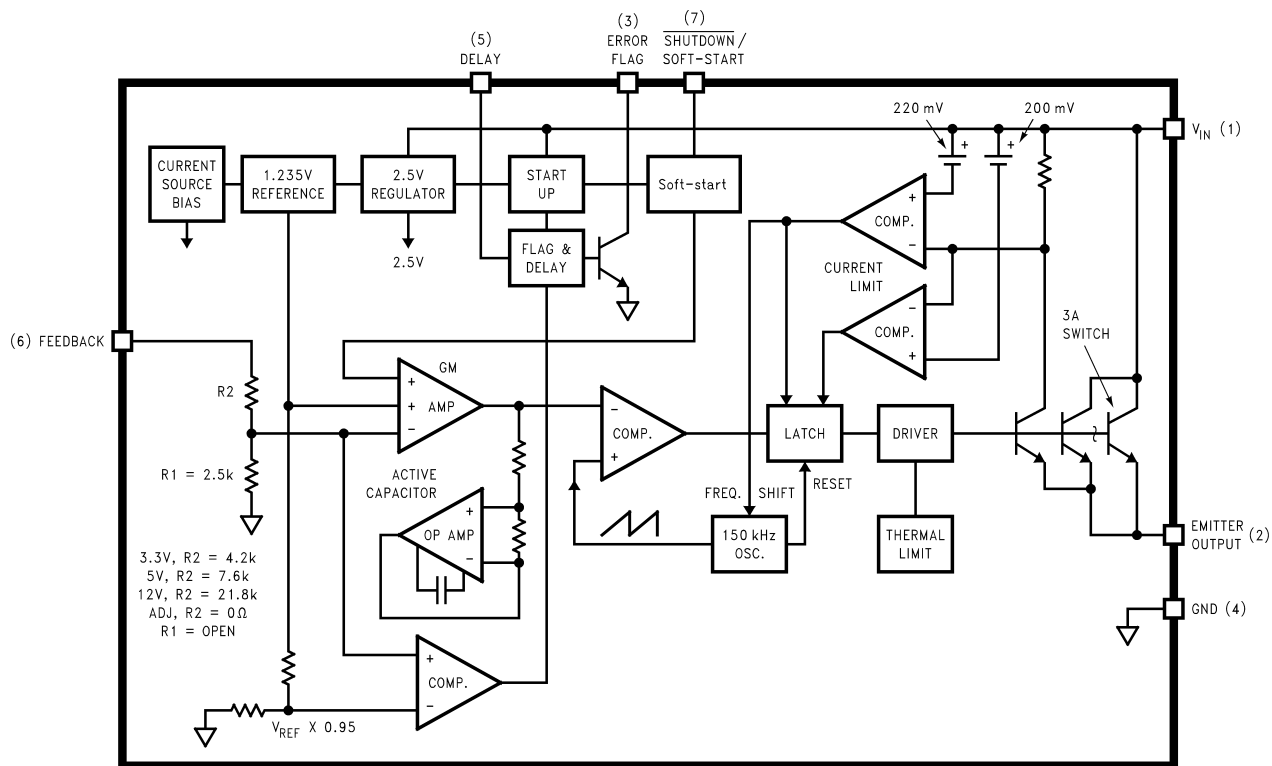 (5)
DELAY
(3)
ERROR
FLAG
(7)
SHUTDOWN /
SOFT-START
220 mV
200 mV
V_IN (1)
CURRENT
SOURCE
BIAS
1.235V
REFERENCE
2.5V
REGULATOR
START
UP
Soft-start
2.5V
FLAG &
DELAY
+
COMP.
-
+
+
CURRENT
LIMIT
-
COMP.
+
3A
SWITCH
(6) FEEDBACK
R2
R1 = 2.5k
GM
+
+ AMP
-
-
COMP.
+
LATCH
DRIVER
ACTIVE
CAPACITOR
+
OP AMP
-
FREQ. SHIFT
RESET
150 kHz
OSC.
THERMAL
LIMIT
EMITTER
OUTPUT (2)
GND (4)
3.3V, R2 = 4.2k
5V, R2 = 7.6k
12V, R2 = 21.8k
ADJ, R2 = 0Ω
R1 = OPEN
+
COMP.
-
V_REF X 0.95